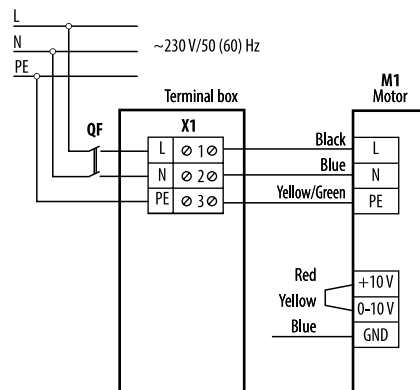 L
N
~230 V/50 (60) Hz
PE
Terminal box
M1
Motor
QF
X1
L 1 Black L
N 2 Blue N
PE 3 Yellow/Green PE
Red +10 V
Yellow 0-10 V
Blue GND